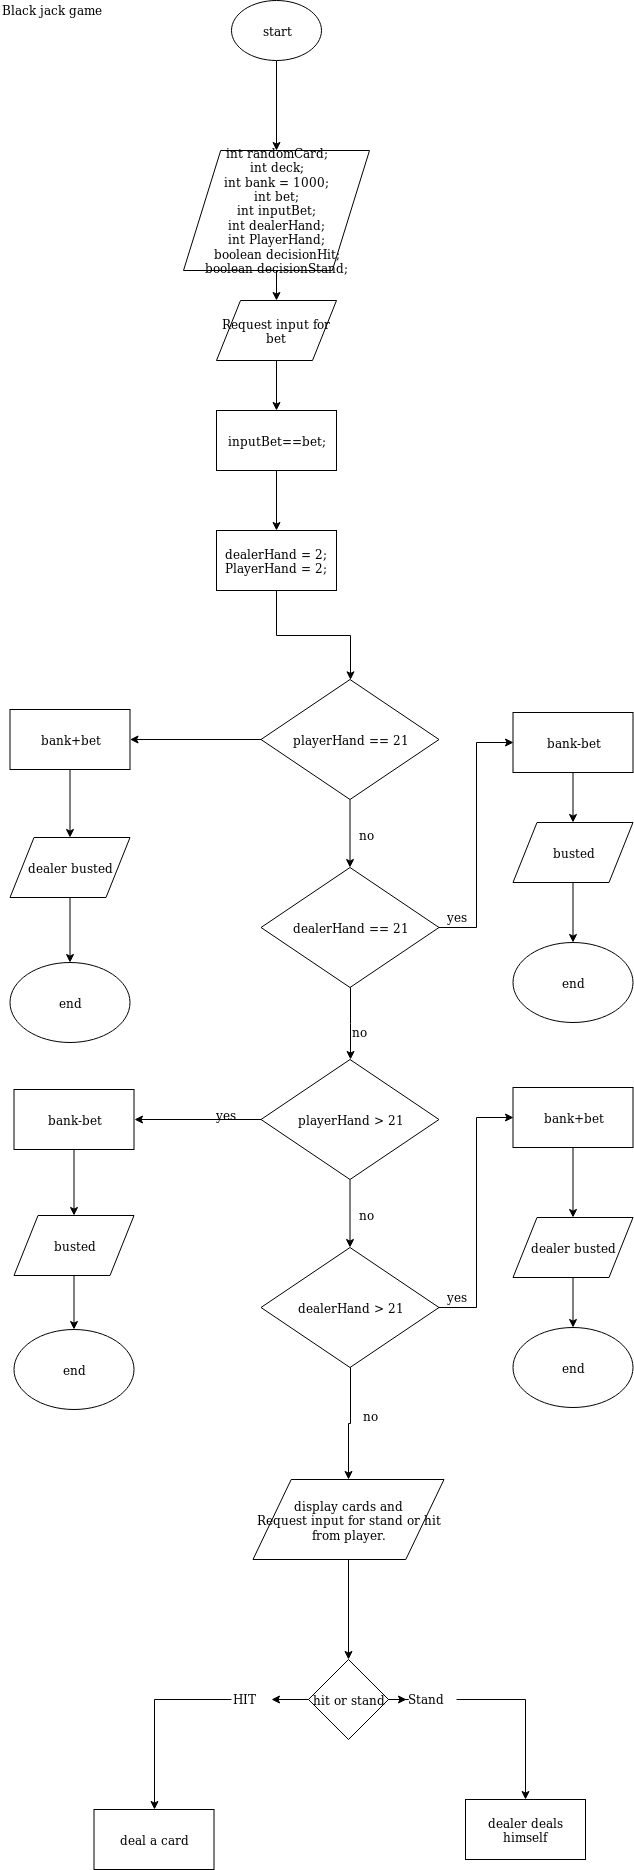 Black jack game
start
int randomCard;
int deck;
int bank = 1000;
int bet;
int inputBet;
int dealerHand;
int PlayerHand;
boolean decisionHit;
boolean decisionStand;
Request input for
bet
inputBet==bet;
dealerHand = 2;
PlayerHand = 2;
bank+bet
playerHand == 21
bank-bet
no
dealer busted
busted
dealerHand == 21
yes
end
end
no
bank-bet
yes
playerHand > 21
bank+bet
no
busted
dealer busted
dealerHand > 21
yes
end
end
no
display cards and
Request input for stand or hit
from player.
HIT
hit or stand
Stand
deal a card
dealer deals
himself